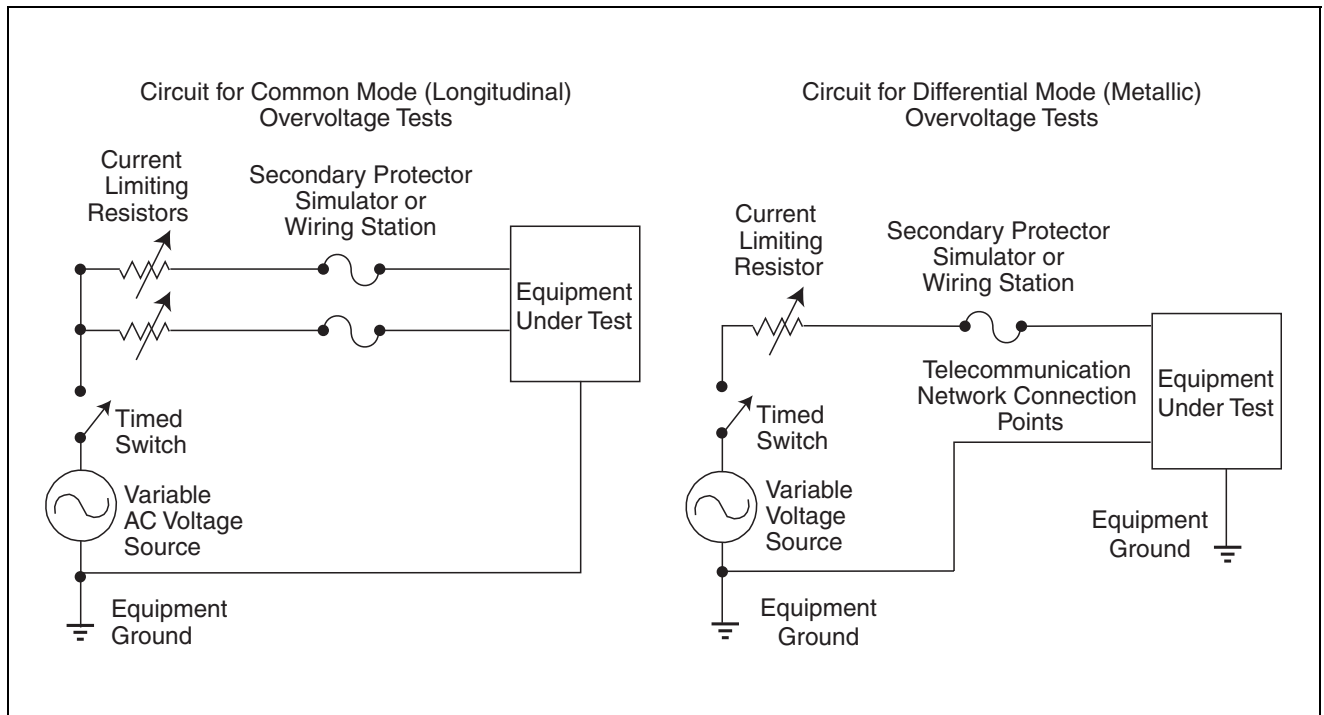 Circuit for Common Mode (Longitudinal)
Overvoltage Tests
Current
Limiting
Resistors
Secondary Protector
Simulator or
Wiring Station
Equipment
Under Test
Timed
Switch
Variable
AC Voltage
Source
Equipment
Ground
Circuit for Differential Mode (Metallic)
Overvoltage Tests
Current
Limiting
Resistor
Secondary Protector
Simulator or
Wiring Station
Telecommunication
Network Connection
Points
Equipment
Under Test
Timed
Switch
Variable
Voltage
Source
Equipment
Ground
Equipment
Ground